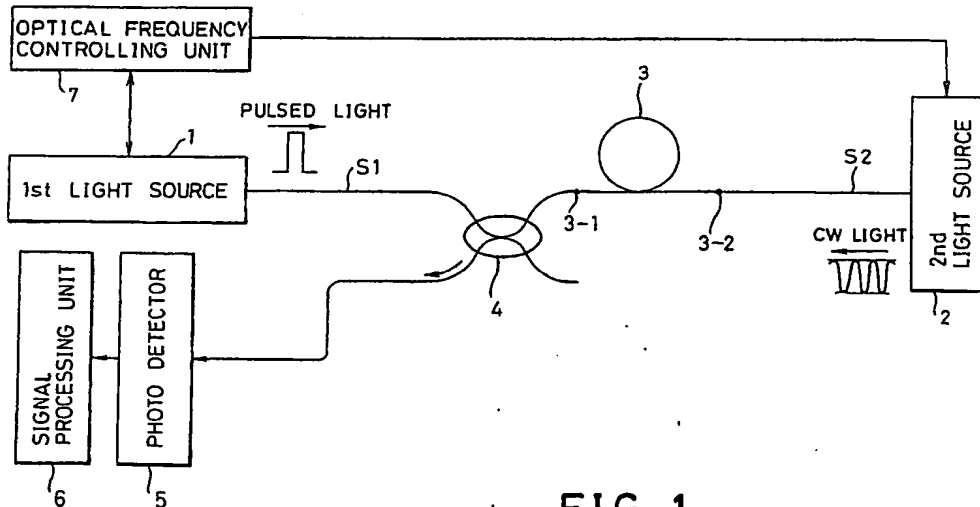 OPTICAL FREQUENCY
CONTROLLING UNIT
7
1
1st LIGHT SOURCE
PULSED LIGHT
S1
3
3-1
3-2
S2
CW LIGHT
2nd
LIGHT SOURCE
2
4
SIGNAL
PROCESSING UNIT
6
PHOTO DETECTOR
5
FIG. 1